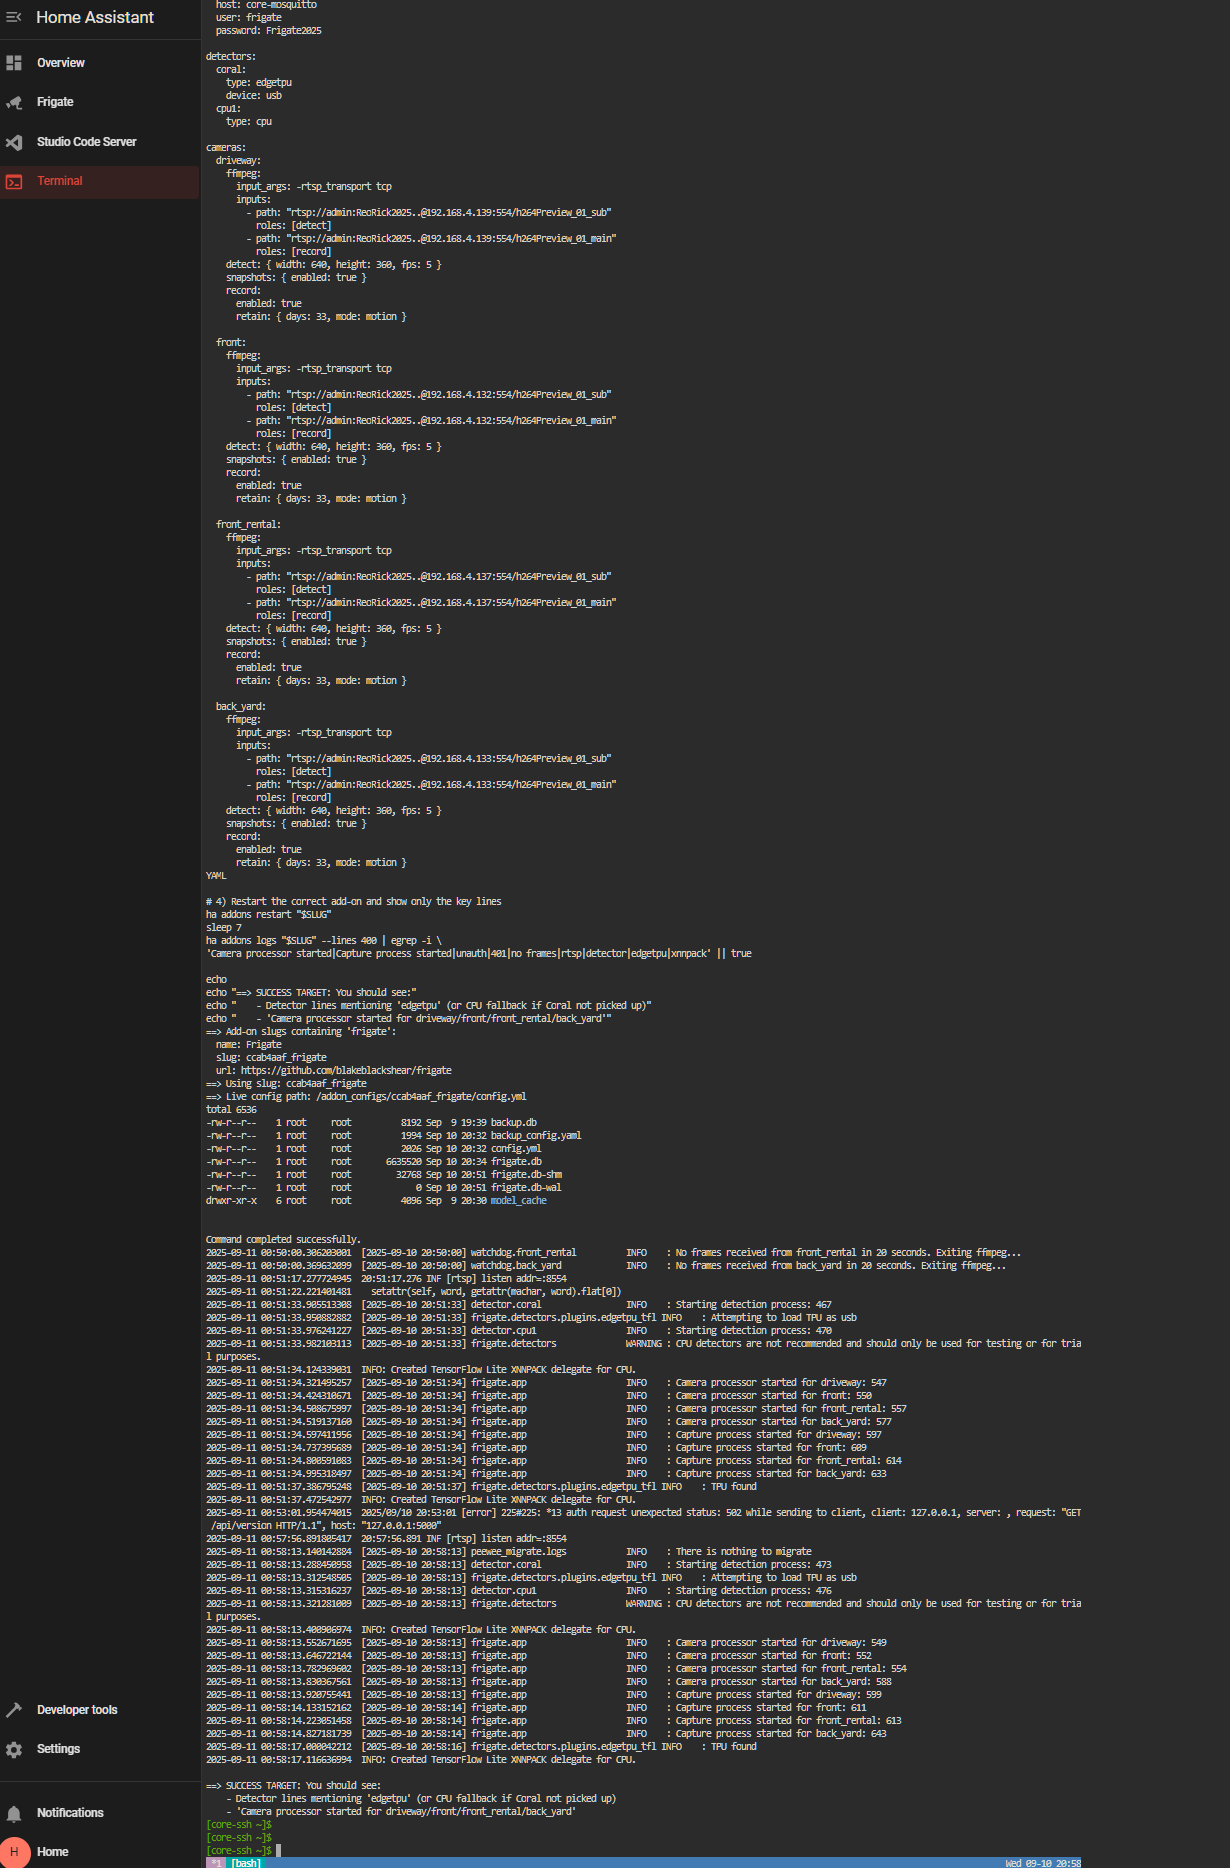 Home Assistant
Overview
Frigate
Studio Code Server
Terminal
Developer tools
Settings
Notifications
H
Home
host: core-mosquitto
user: frigate
password: Frigate2025
detectors:
coral:
type: edgetpu
device: usb
cpu1:
type: cpu
cameras:
driveway:
ffmpeg:
input_args: -rtsp_transport tcp
inputs:
- path: "rtsp://admin:ReoRick2025..@192.168.4.139:554/h264Preview_01_sub"
roles: [detect]
- path: "rtsp://admin:ReoRick2025..@192.168.4.139:554/h264Preview_01_main"
roles: [record]
detect: { width: 640, height: 360, fps: 5 }
snapshots: { enabled: true }
record:
enabled: true
retain: { days: 33, mode: motion }
front:
ffmpeg:
input_args: -rtsp_transport tcp
inputs:
- path: "rtsp://admin:ReoRick2025..@192.168.4.132:554/h264Preview_01_sub"
roles: [detect]
- path: "rtsp://admin:ReoRick2025..@192.168.4.132:554/h264Preview_01_main"
roles: [record]
detect: { width: 640, height: 360, fps: 5 }
snapshots: { enabled: true }
record:
enabled: true
retain: { days: 33, mode: motion }
front_rental:
ffmpeg:
input_args: -rtsp_transport tcp
inputs:
- path: "rtsp://admin:ReoRick2025..@192.168.4.137:554/h264Preview_01_sub"
roles: [detect]
- path: "rtsp://admin:ReoRick2025..@192.168.4.137:554/h264Preview_01_main"
roles: [record]
detect: { width: 640, height: 360, fps: 5 }
snapshots: { enabled: true }
record:
enabled: true
retain: { days: 33, mode: motion }
back_yard:
ffmpeg:
input_args: -rtsp_transport tcp
inputs:
- path: "rtsp://admin:ReoRick2025..@192.168.4.133:554/h264Preview_01_sub"
roles: [detect]
- path: "rtsp://admin:ReoRick2025..@192.168.4.133:554/h264Preview_01_main"
roles: [record]
detect: { width: 640, height: 360, fps: 5 }
snapshots: { enabled: true }
record:
enabled: true
retain: { days: 33, mode: motion }
YAML
# 4) Restart the correct add-on and show only the key lines
ha addons restart "$SLUG"
sleep 7
ha addons logs "$SLUG" --lines 400 | egrep -i \
'Camera processor started|Capture process started|unauth|401|no frames|rtsp|detector|edgetpu|xnnpack' || true
echo
echo "==> SUCCESS TARGET: You should see:"
echo "    - Detector lines mentioning 'edgetpu' (or CPU fallback if Coral not picked up)"
echo "    - 'Camera processor started for driveway/front/front_rental/back_yard'"
==> Add-on slugs containing 'frigate':
name: Frigate
slug: ccab4aaf_frigate
url: https://github.com/blakeblackshear/frigate
==> Using slug: ccab4aaf_frigate
==> Live config path: /addon_configs/ccab4aaf_frigate/config.yml
total 6536
-rw-r--r-- 1 root root 8192 Sep 9 19:39 backup.db
-rw-r--r-- 1 root root 1994 Sep 10 20:32 backup_config.yaml
-rw-r--r-- 1 root root 2026 Sep 10 20:32 config.yml
-rw-r--r-- 1 root root 6635520 Sep 10 20:34 frigate.db
-rw-r--r-- 1 root root 32768 Sep 10 20:51 frigate.db-shm
-rw-r--r-- 1 root root 0 Sep 10 20:51 frigate.db-wal
drwxr-xr-x 6 root root 4096 Sep 9 20:30 model_cache
Command completed successfully.
2025-09-11 00:50:00.306203001 [2025-09-10 20:50:00] watchdog.front_rental INFO : No frames received from front_rental in 20 seconds. Exiting ffmpeg...
2025-09-11 00:50:00.369632099 [2025-09-10 20:50:00] watchdog.back_yard INFO : No frames received from back_yard in 20 seconds. Exiting ffmpeg...
2025-09-11 00:51:17.277724945 20:51:17.276 INF [rtsp] listen addr=:8554
2025-09-11 00:51:22.221401481 setattr(self, word, getattr(machar, word).flat[0])
2025-09-11 00:51:33.905513308 [2025-09-10 20:51:33] detector.coral INFO : Starting detection process: 467
2025-09-11 00:51:33.950882882 [2025-09-10 20:51:33] frigate.detectors.plugins.edgetpu_tfl INFO : Attempting to load TPU as usb
2025-09-11 00:51:33.976241227 [2025-09-10 20:51:33] detector.cpu1 INFO : Starting detection process: 470
2025-09-11 00:51:33.982103113 [2025-09-10 20:51:33] frigate.detectors WARNING : CPU detectors are not recommended and should only be used for testing or for tria
l purposes.
2025-09-11 00:51:34.124339031 INFO: Created TensorFlow Lite XNNPACK delegate for CPU.
2025-09-11 00:51:34.321495257 [2025-09-10 20:51:34] frigate.app INFO : Camera processor started for driveway: 547
2025-09-11 00:51:34.424310671 [2025-09-10 20:51:34] frigate.app INFO : Camera processor started for front: 550
2025-09-11 00:51:34.508675997 [2025-09-10 20:51:34] frigate.app INFO : Camera processor started for front_rental: 557
2025-09-11 00:51:34.519137160 [2025-09-10 20:51:34] frigate.app INFO : Camera processor started for back_yard: 577
2025-09-11 00:51:34.597411956 [2025-09-10 20:51:34] frigate.app INFO : Capture process started for driveway: 597
2025-09-11 00:51:34.737395689 [2025-09-10 20:51:34] frigate.app INFO : Capture process started for front: 609
2025-09-11 00:51:34.800591083 [2025-09-10 20:51:34] frigate.app INFO : Capture process started for front_rental: 614
2025-09-11 00:51:34.995318497 [2025-09-10 20:51:34] frigate.app INFO : Capture process started for back_yard: 633
2025-09-11 00:51:37.386795248 [2025-09-10 20:51:37] frigate.detectors.plugins.edgetpu_tfl INFO : TPU found
2025-09-11 00:51:37.472542977 INFO: Created TensorFlow Lite XNNPACK delegate for CPU.
2025-09-11 00:53:01.954474015 2025/09/10 20:53:01 [error] 225#225: *13 auth request unexpected status: 502 while sending to client, client: 127.0.0.1, server: , request: "GET
/api/version HTTP/1.1", host: "127.0.0.1:5000"
2025-09-11 00:57:56.891805417 20:57:56.891 INF [rtsp] listen addr=:8554
2025-09-11 00:58:13.140142884 [2025-09-10 20:58:13] peewee_migrate.logs INFO : There is nothing to migrate
2025-09-11 00:58:13.288450958 [2025-09-10 20:58:13] detector.coral INFO : Starting detection process: 473
2025-09-11 00:58:13.312548505 [2025-09-10 20:58:13] frigate.detectors.plugins.edgetpu_tfl INFO : Attempting to load TPU as usb
2025-09-11 00:58:13.315316237 [2025-09-10 20:58:13] detector.cpu1 INFO : Starting detection process: 476
2025-09-11 00:58:13.321281009 [2025-09-10 20:58:13] frigate.detectors WARNING : CPU detectors are not recommended and should only be used for testing or for tria
l purposes.
2025-09-11 00:58:13.400906974 INFO: Created TensorFlow Lite XNNPACK delegate for CPU.
2025-09-11 00:58:13.552671695 [2025-09-10 20:58:13] frigate.app INFO : Camera processor started for driveway: 549
2025-09-11 00:58:13.646722144 [2025-09-10 20:58:13] frigate.app INFO : Camera processor started for front: 552
2025-09-11 00:58:13.782969602 [2025-09-10 20:58:13] frigate.app INFO : Camera processor started for front_rental: 554
2025-09-11 00:58:13.830367561 [2025-09-10 20:58:13] frigate.app INFO : Camera processor started for back_yard: 588
2025-09-11 00:58:13.920755441 [2025-09-10 20:58:13] frigate.app INFO : Capture process started for driveway: 599
2025-09-11 00:58:14.133152162 [2025-09-10 20:58:14] frigate.app INFO : Capture process started for front: 611
2025-09-11 00:58:14.223051458 [2025-09-10 20:58:14] frigate.app INFO : Capture process started for front_rental: 613
2025-09-11 00:58:14.827181739 [2025-09-10 20:58:14] frigate.app INFO : Capture process started for back_yard: 643
2025-09-11 00:58:17.000042212 [2025-09-10 20:58:16] frigate.detectors.plugins.edgetpu_tfl INFO : TPU found
2025-09-11 00:58:17.116636994 INFO: Created TensorFlow Lite XNNPACK delegate for CPU.
==> SUCCESS TARGET: You should see:
- Detector lines mentioning 'edgetpu' (or CPU fallback if Coral not picked up)
- 'Camera processor started for driveway/front/front_rental/back_yard'
[core-ssh ~]$
[core-ssh ~]$
[core-ssh ~]$
*1 [bash] Wed 09-10 20:58